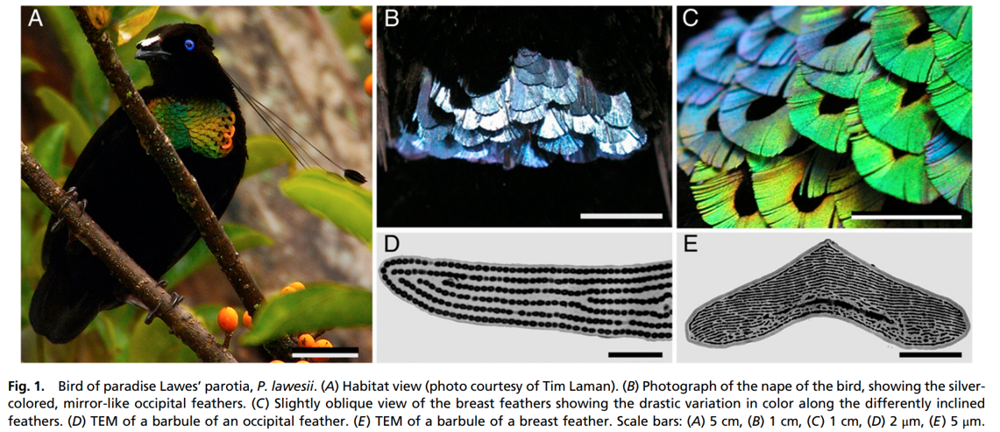 A
B
C
D
E
Fig. 1. Bird of paradise Lawes' parotia, P. lawesii. (A) Habitat view (photo courtesy of Tim Laman). (B) Photograph of the nape of the bird, showing the silver-
colored, mirror-like occipital feathers. (C) Slightly oblique view of the breast feathers showing the drastic variation in color along the differently inclined
feathers. (D) TEM of a barbule of an occipital feather. (E) TEM of a barbule of a breast feather. Scale bars: (A) 5 cm, (B) 1 cm, (C) 1 cm, (D) 2 μm, (E) 5 μm.